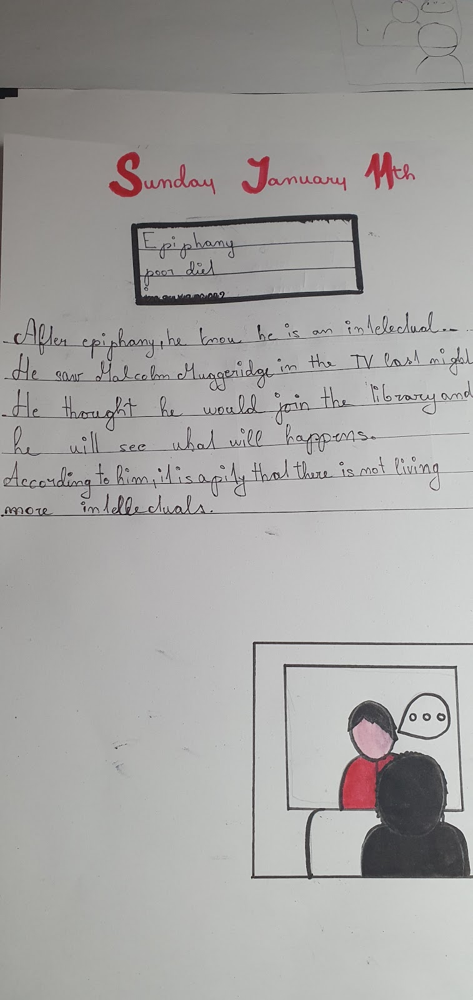 Sunday January 11th
Epiphany
poor diet
After epiphany, he know he is an intelectual...
He saw Malcolm Muggeridge in the TV last night
He thought he would join the library and
he will see what will happens.
According to him, it is a pity that there is not living
more intellectuals.